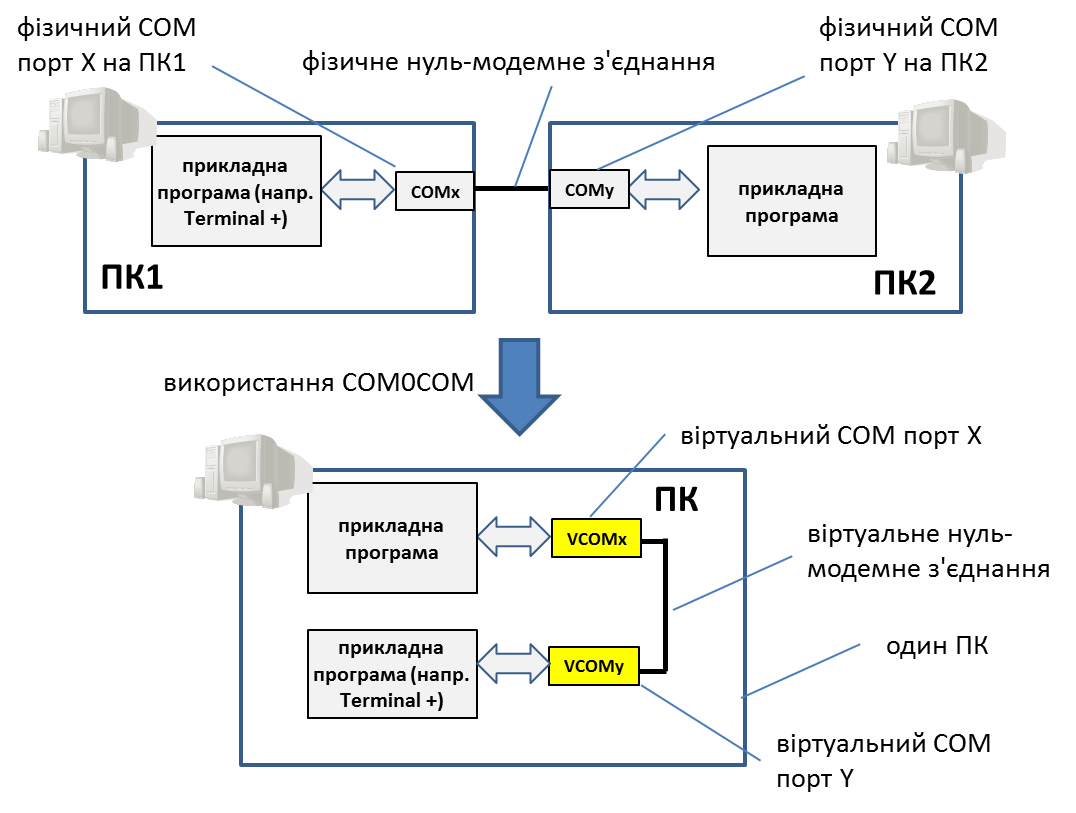 фізичний COM
порт X на ПК1
фізичне нуль-модемне з'єднання
фізичний COM
порт Y на ПК2
прикладна
програма (напр.
Terminal +)
COMx
COMy
прикладна
програма
ПК1
ПК2
використання COM0COM
віртуальний COM порт X
ПК
прикладна
програма
VCOMx
віртуальне нуль-
модемне з'єднання
прикладна
програма (напр.
Terminal +)
VCOMy
один ПК
віртуальний COM
порт Y